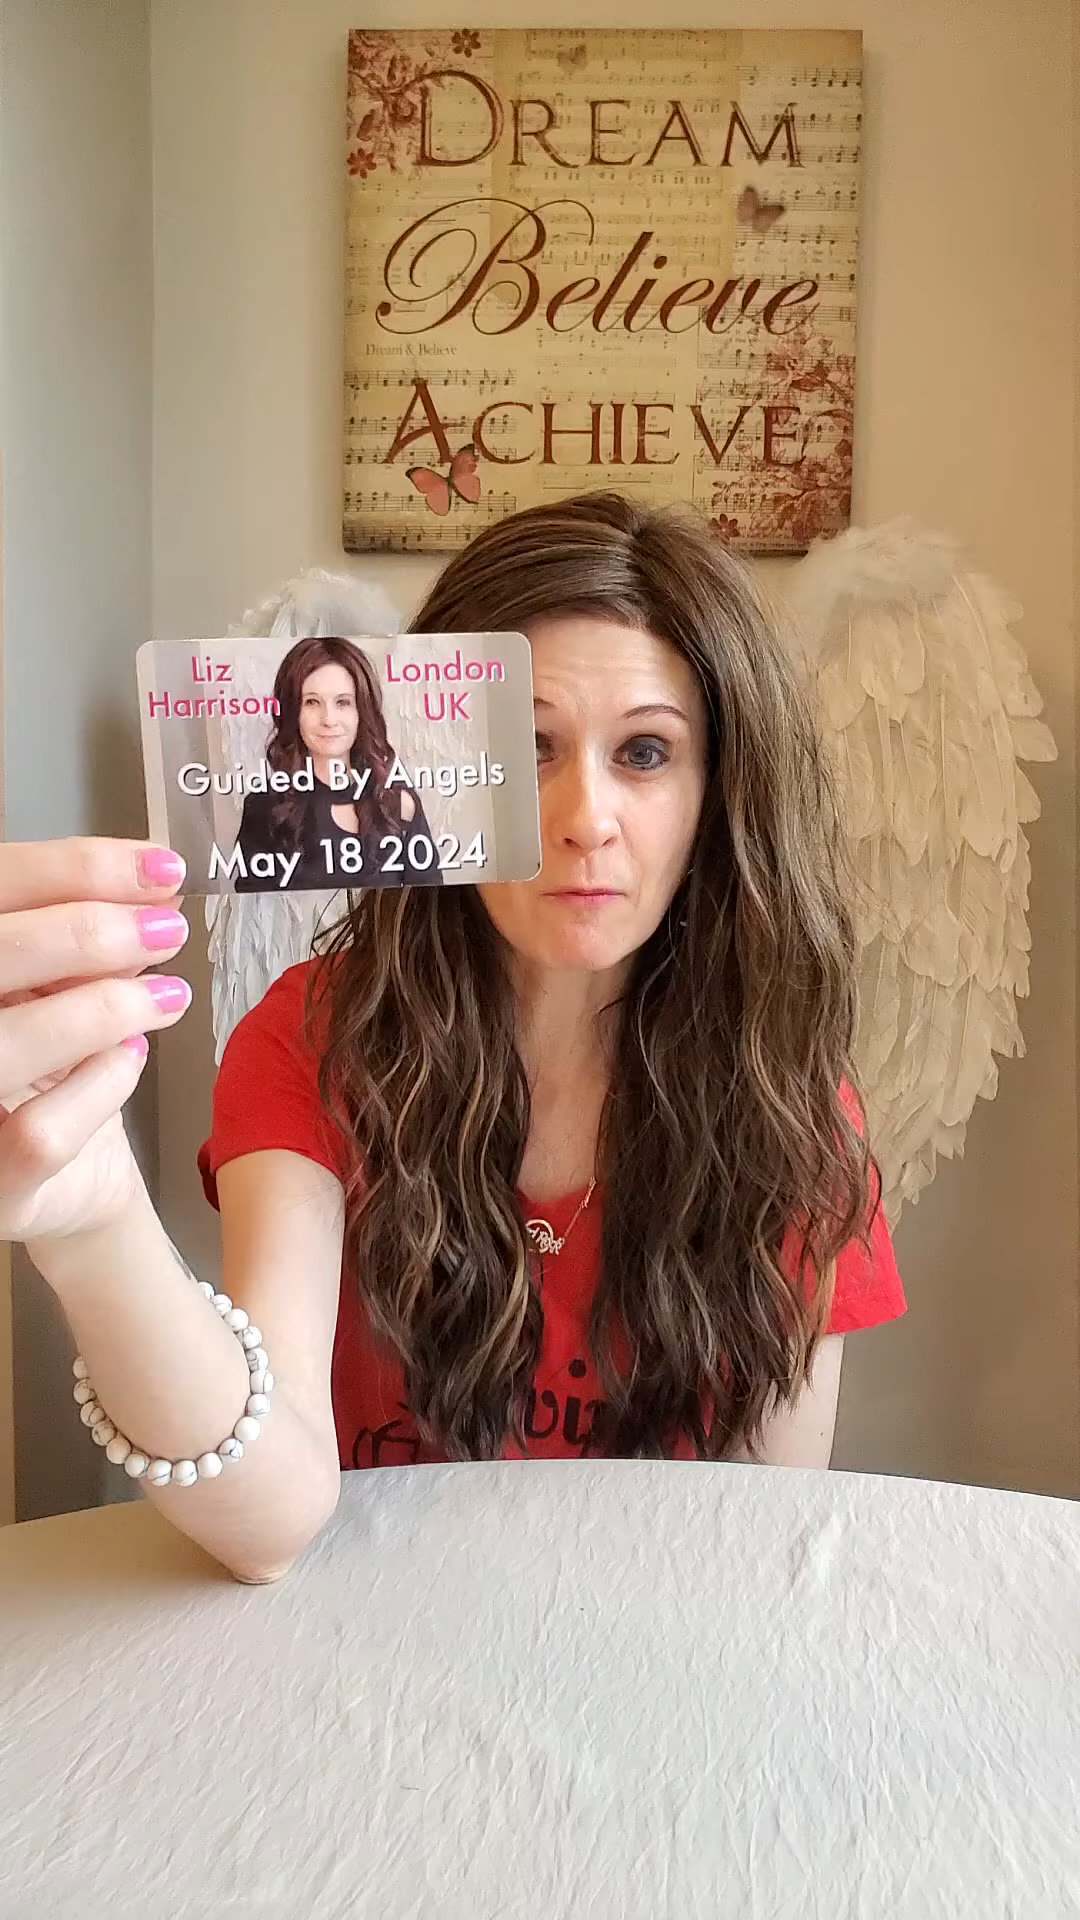 DREAM
Believe
Dream & Believe
ACHIEVE
Liz Harrison
London UK
Guided By Angels
May 18 2024